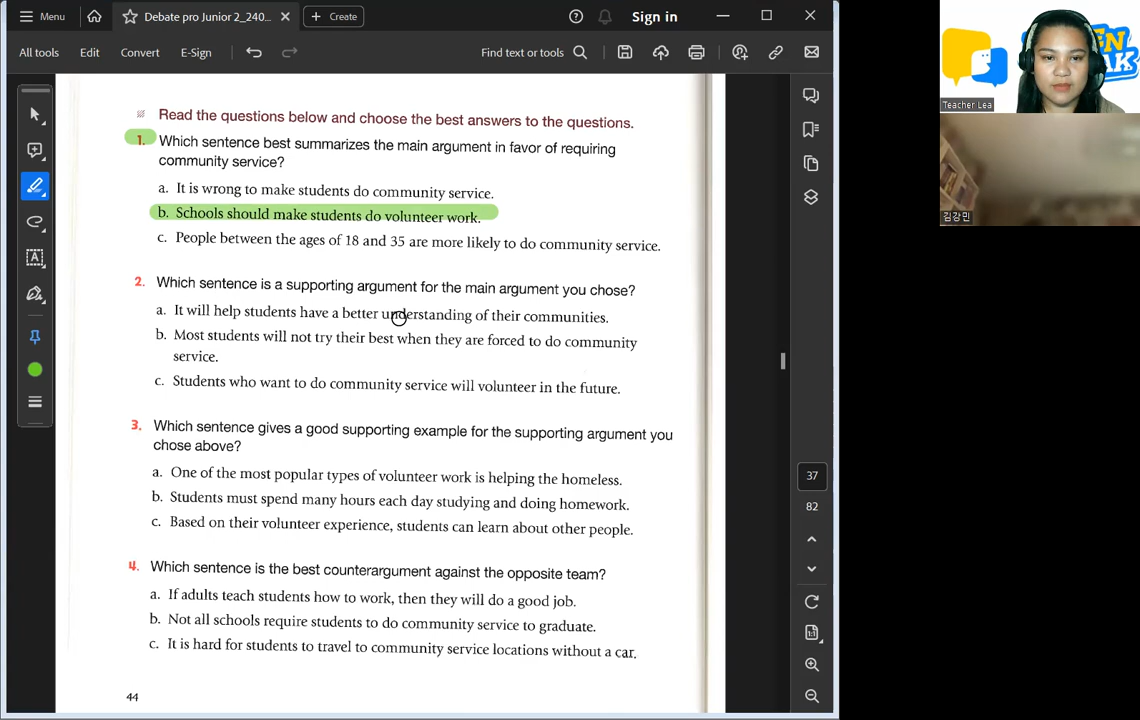 Menu
Debate pro Junior 2_240...
Create
Sign in
All tools
Edit
Convert
E-Sign
Find text or tools
Read the questions below and choose the best answers to the questions.
1. Which sentence best summarizes the main argument in favor of requiring
community service?
a. It is wrong to make students do community service.
b. Schools should make students do volunteer work.
c. People between the ages of 18 and 35 are more likely to do community service.
2. Which sentence is a supporting argument for the main argument you chose?
a. It will help students have a better understanding of their communities.
b. Most students will not try their best when they are forced to do community
service.
c. Students who want to do community service will volunteer in the future.
3. Which sentence gives a good supporting example for the supporting argument you
chose above?
a. One of the most popular types of volunteer work is helping the homeless.
b. Students must spend many hours each day studying and doing homework.
c. Based on their volunteer experience, students can learn about other people.
4. Which sentence is the best counterargument against the opposite team?
a. If adults teach students how to work, then they will do a good job.
b. Not all schools require students to do community service to graduate.
c. It is hard for students to travel to community service locations without a car.
44
37
82
1:1
Teacher Lea
김강민